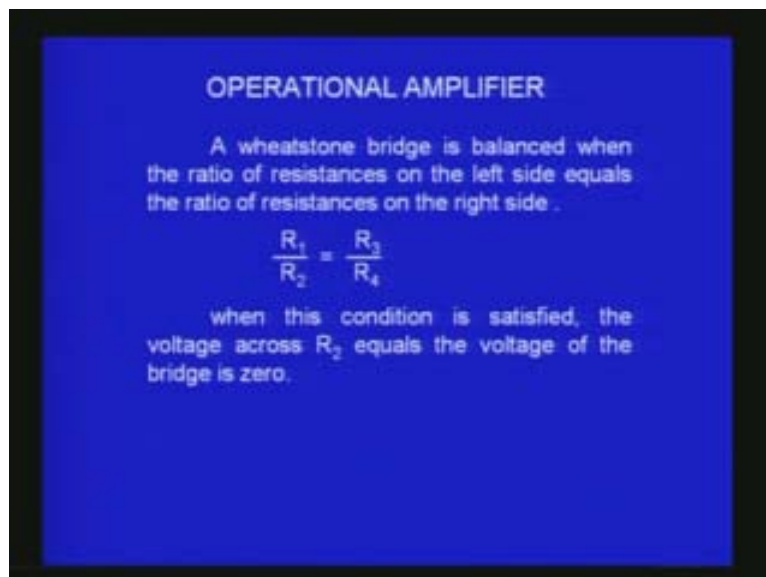 OPERATIONAL AMPLIFIER
A wheatstone bridge is balanced when
the ratio of resistances on the left side equals
the ratio of resistances on the right side .
R₁/R₂ = R₃/R₄
when this condition is satisfied, the
voltage across R₂ equals the voltage of the
bridge is zero.